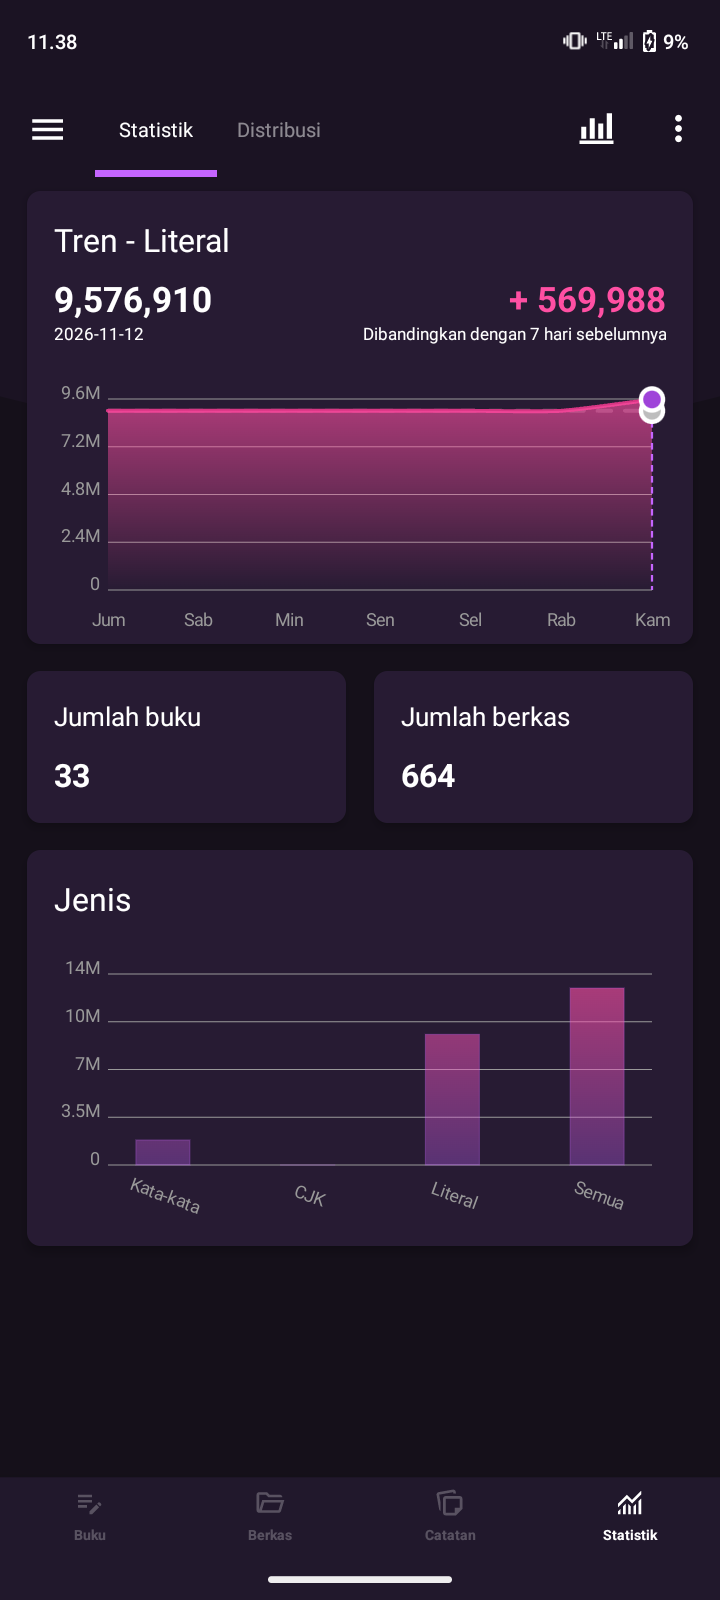 11.38
LTE
9%
Statistik
Distribusi
Tren - Literal
9,576,910
+ 569,988
2026-11-12
Dibandingkan dengan 7 hari sebelumnya
9.6M
7.2M
4.8M
2.4M
0
Jum Sab Min Sen Sel Rab Kam
Jumlah buku
33
Jumlah berkas
664
Jenis
14M
10M
7M
3.5M
0
Kata-kata CJK Literal Semua
Buku Berkas Catatan Statistik